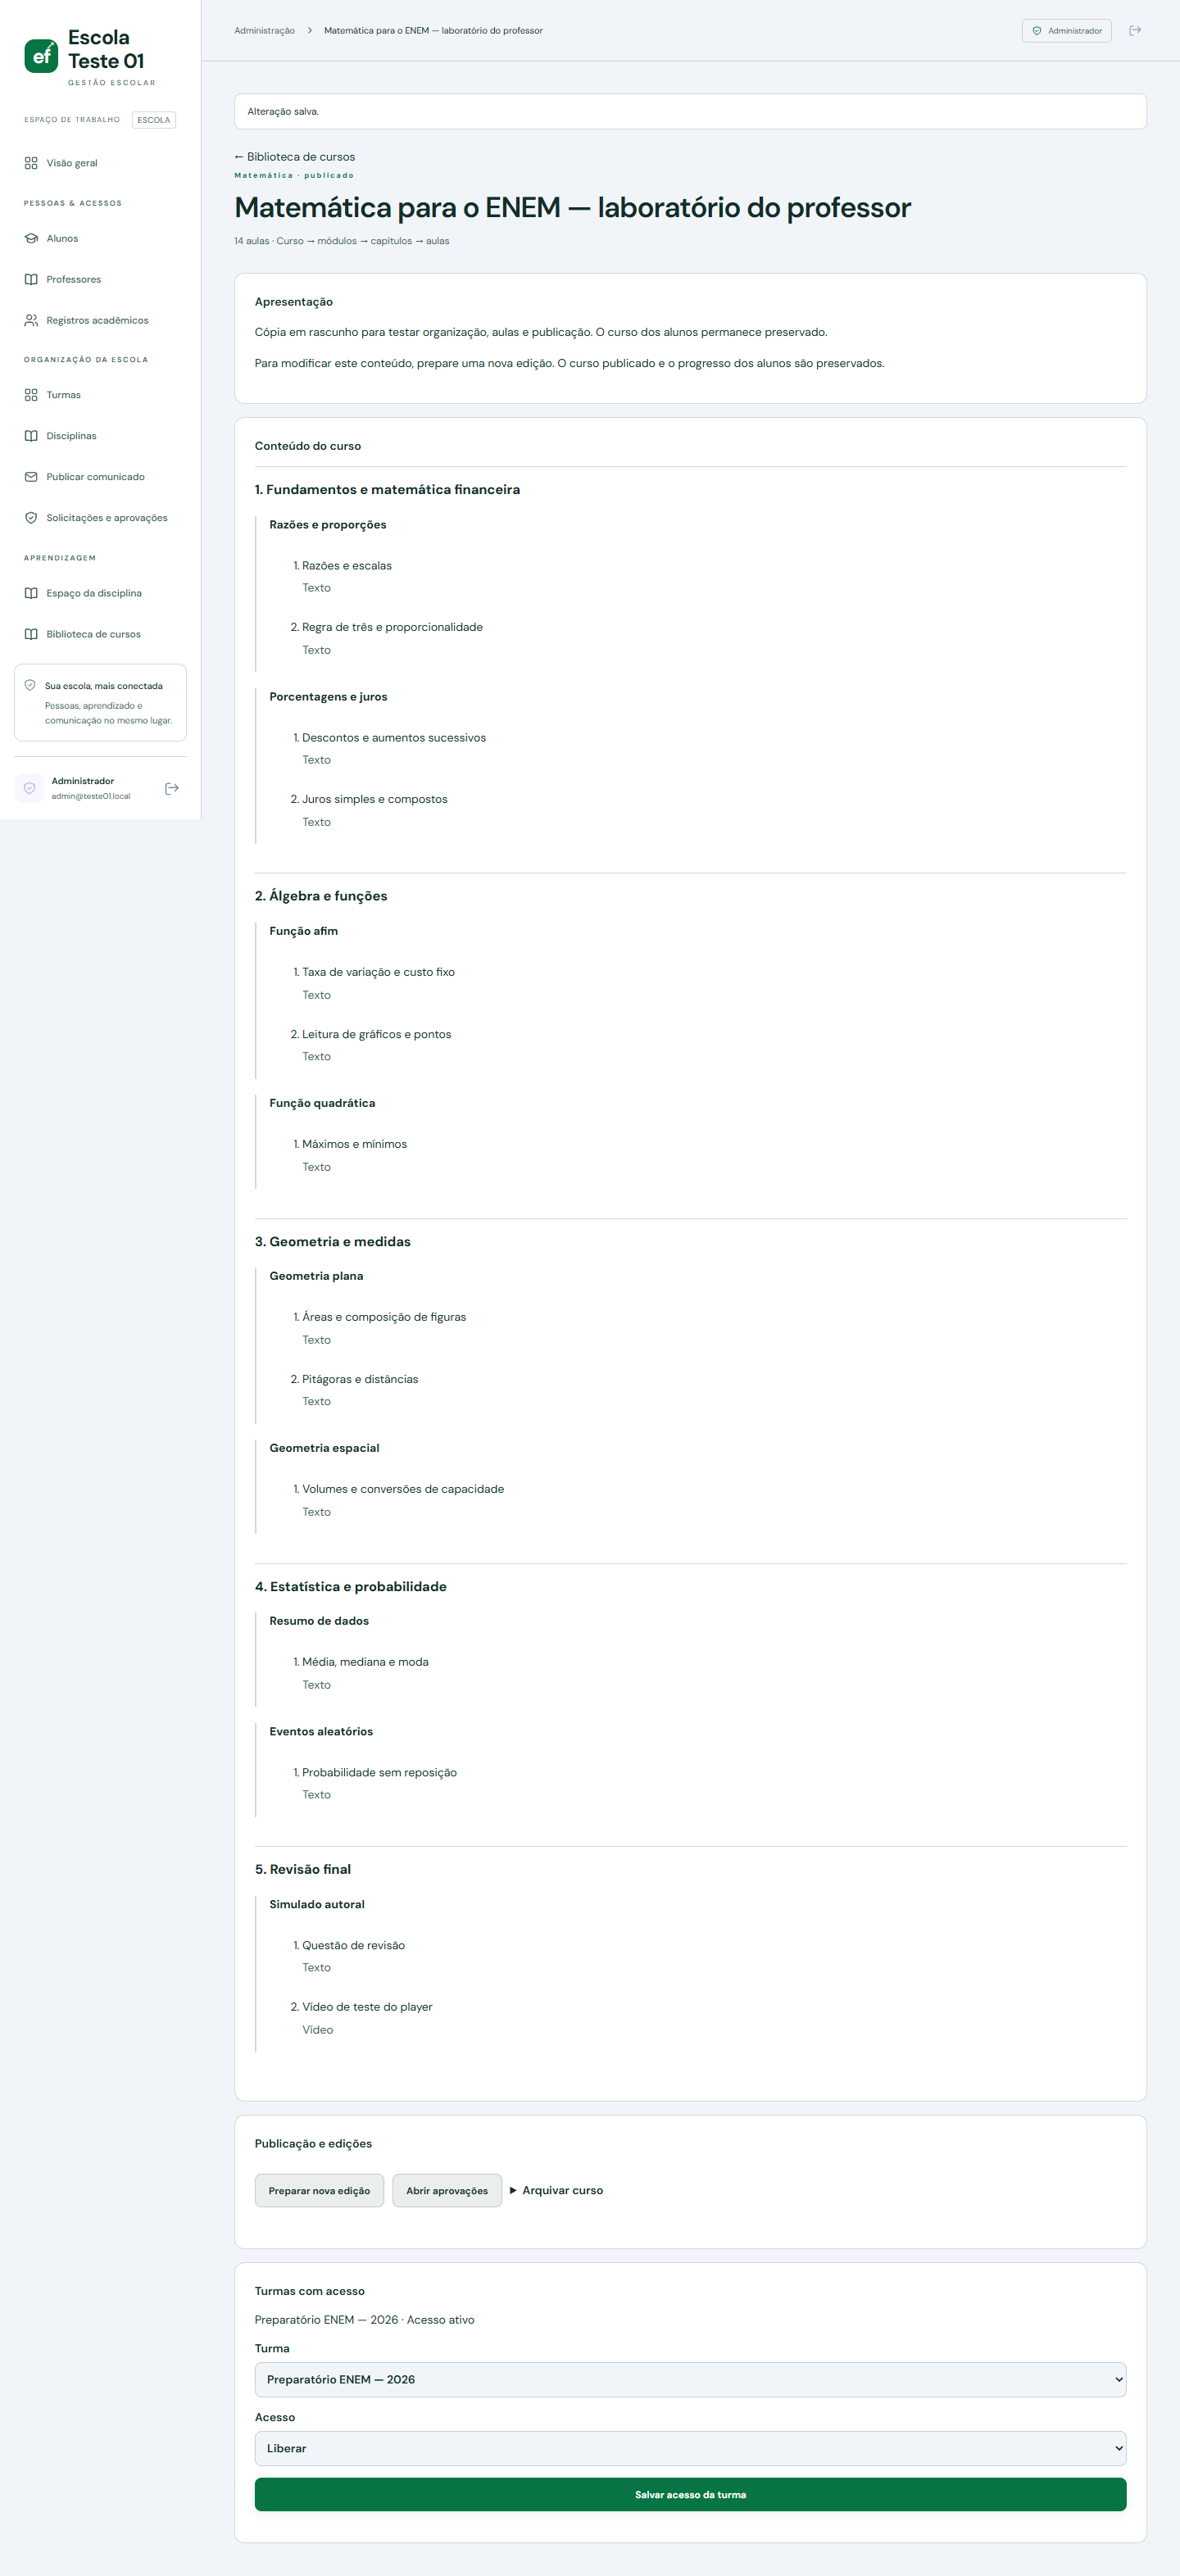 ef
Escola
Teste 01
GESTÃO ESCOLAR
ESPAÇO DE TRABALHO
ESCOLA
Visão geral
PESSOAS & ACESSOS
Alunos
Professores
Registros acadêmicos
ORGANIZAÇÃO DA ESCOLA
Turmas
Disciplinas
Publicar comunicado
Solicitações e aprovações
APRENDIZAGEM
Espaço da disciplina
Biblioteca de cursos
Sua escola, mais conectada
Pessoas, aprendizado e
comunicação no mesmo lugar.
Administrador
admin@teste01.local
Administração > Matemática para o ENEM — laboratório do professor
Administrador
Alteração salva.
← Biblioteca de cursos
Matemática · publicado
Matemática para o ENEM — laboratório do professor
14 aulas · Curso → módulos → capítulos → aulas
Apresentação
Cópia em rascunho para testar organização, aulas e publicação. O curso dos alunos permanece preservado.
Para modificar este conteúdo, prepare uma nova edição. O curso publicado e o progresso dos alunos são preservados.
Conteúdo do curso
1. Fundamentos e matemática financeira
Razões e proporções
1. Razões e escalas
Texto
2. Regra de três e proporcionalidade
Texto
Porcentagens e juros
1. Descontos e aumentos sucessivos
Texto
2. Juros simples e compostos
Texto
2. Álgebra e funções
Função afim
1. Taxa de variação e custo fixo
Texto
2. Leitura de gráficos e pontos
Texto
Função quadrática
1. Máximos e mínimos
Texto
3. Geometria e medidas
Geometria plana
1. Áreas e composição de figuras
Texto
2. Pitágoras e distâncias
Texto
Geometria espacial
1. Volumes e conversões de capacidade
Texto
4. Estatística e probabilidade
Resumo de dados
1. Média, mediana e moda
Texto
Eventos aleatórios
1. Probabilidade sem reposição
Texto
5. Revisão final
Simulado autoral
1. Questão de revisão
Texto
2. Vídeo de teste do player
Vídeo
Publicação e edições
Preparar nova edição
Abrir aprovações
▶ Arquivar curso
Turmas com acesso
Preparatório ENEM — 2026 · Acesso ativo
Turma
Preparatório ENEM — 2026
Acesso
Liberar
Salvar acesso da turma